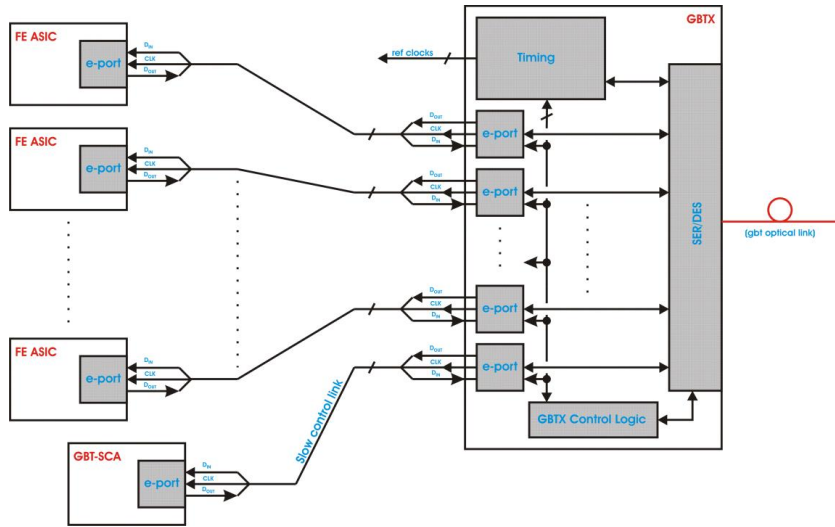 FE ASIC
e-port
DIN
CLK
DOUT
FE ASIC
e-port
DIN
CLK
DOUT
FE ASIC
e-port
DIN
CLK
DOUT
GBT-SCA
e-port
DIN
CLK
DOUT
Slow control link
GBTX
ref clocks
Timing
DOUT
CLK
DIN
e-port
DOUT
CLK
DIN
e-port
DOUT
CLK
DIN
e-port
DOUT
CLK
DIN
e-port
GBTX Control Logic
SER/DES
(gbt optical link)